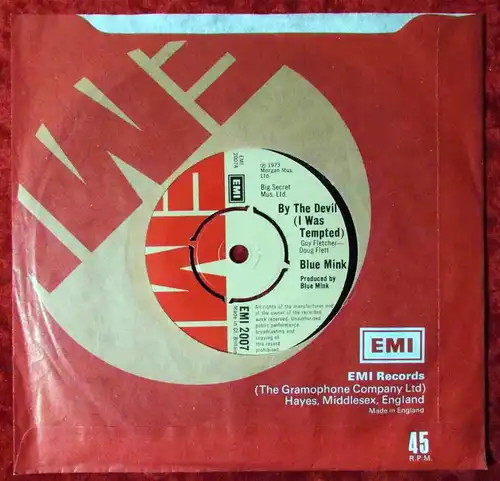 EMI
EMI
2007A
EMI
℗ 1973
Morgan Mus.
Ltd.
Big Secret
Mus. Ltd.
By The Devil
(I Was
Tempted)
Guy Fletcher—
Doug Flett
Blue Mink
Produced by
Blue Mink
EMI
EMI 2007
Made in Gt. Britain
All rights of the manufacturer and
of the owner of the recorded
work reserved. Unauthorised
public performance,
broadcasting and
copying of
this record
prohibited.
EMI
EMI Records
(The Gramophone Company Ltd)
Hayes, Middlesex, England
Made in England
45
R.P.M.